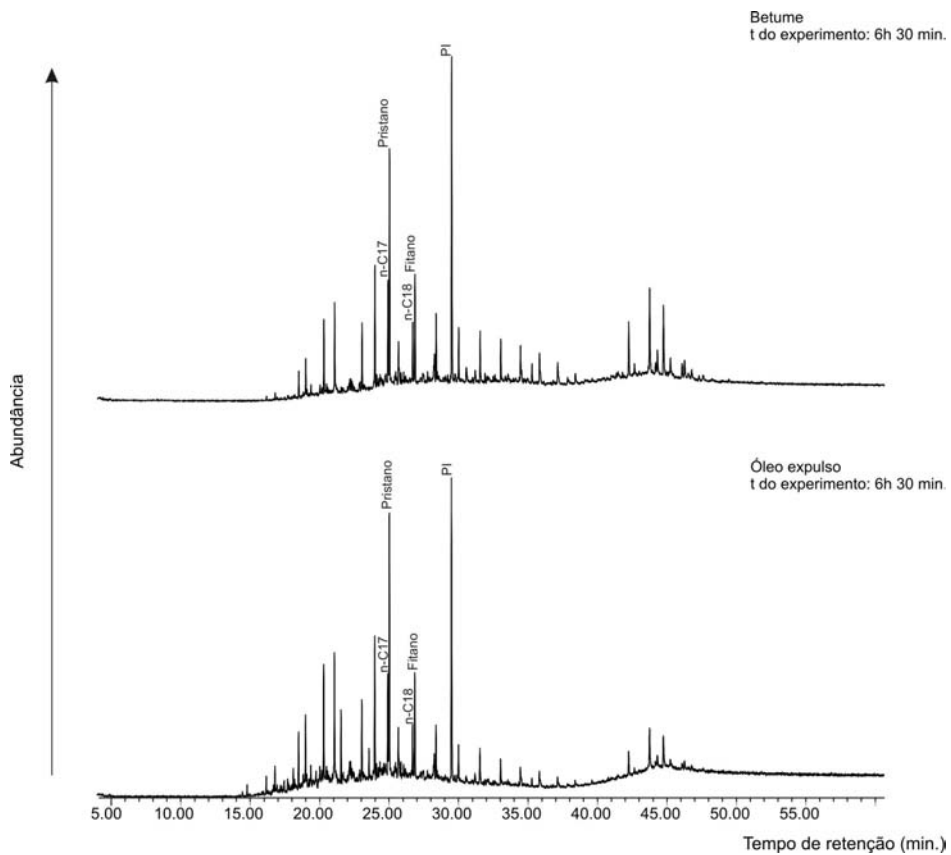 Betume
t do experimento: 6h 30 min.
PI
Pristano
n-C17
n-C18
Fitano
Abundância
Óleo expulso
t do experimento: 6h 30 min.
PI
Pristano
n-C17
n-C18
Fitano
5.00 10.00 15.00 20.00 25.00 30.00 35.00 40.00 45.00 50.00 55.00 60.00
Tempo de retenção (min.)